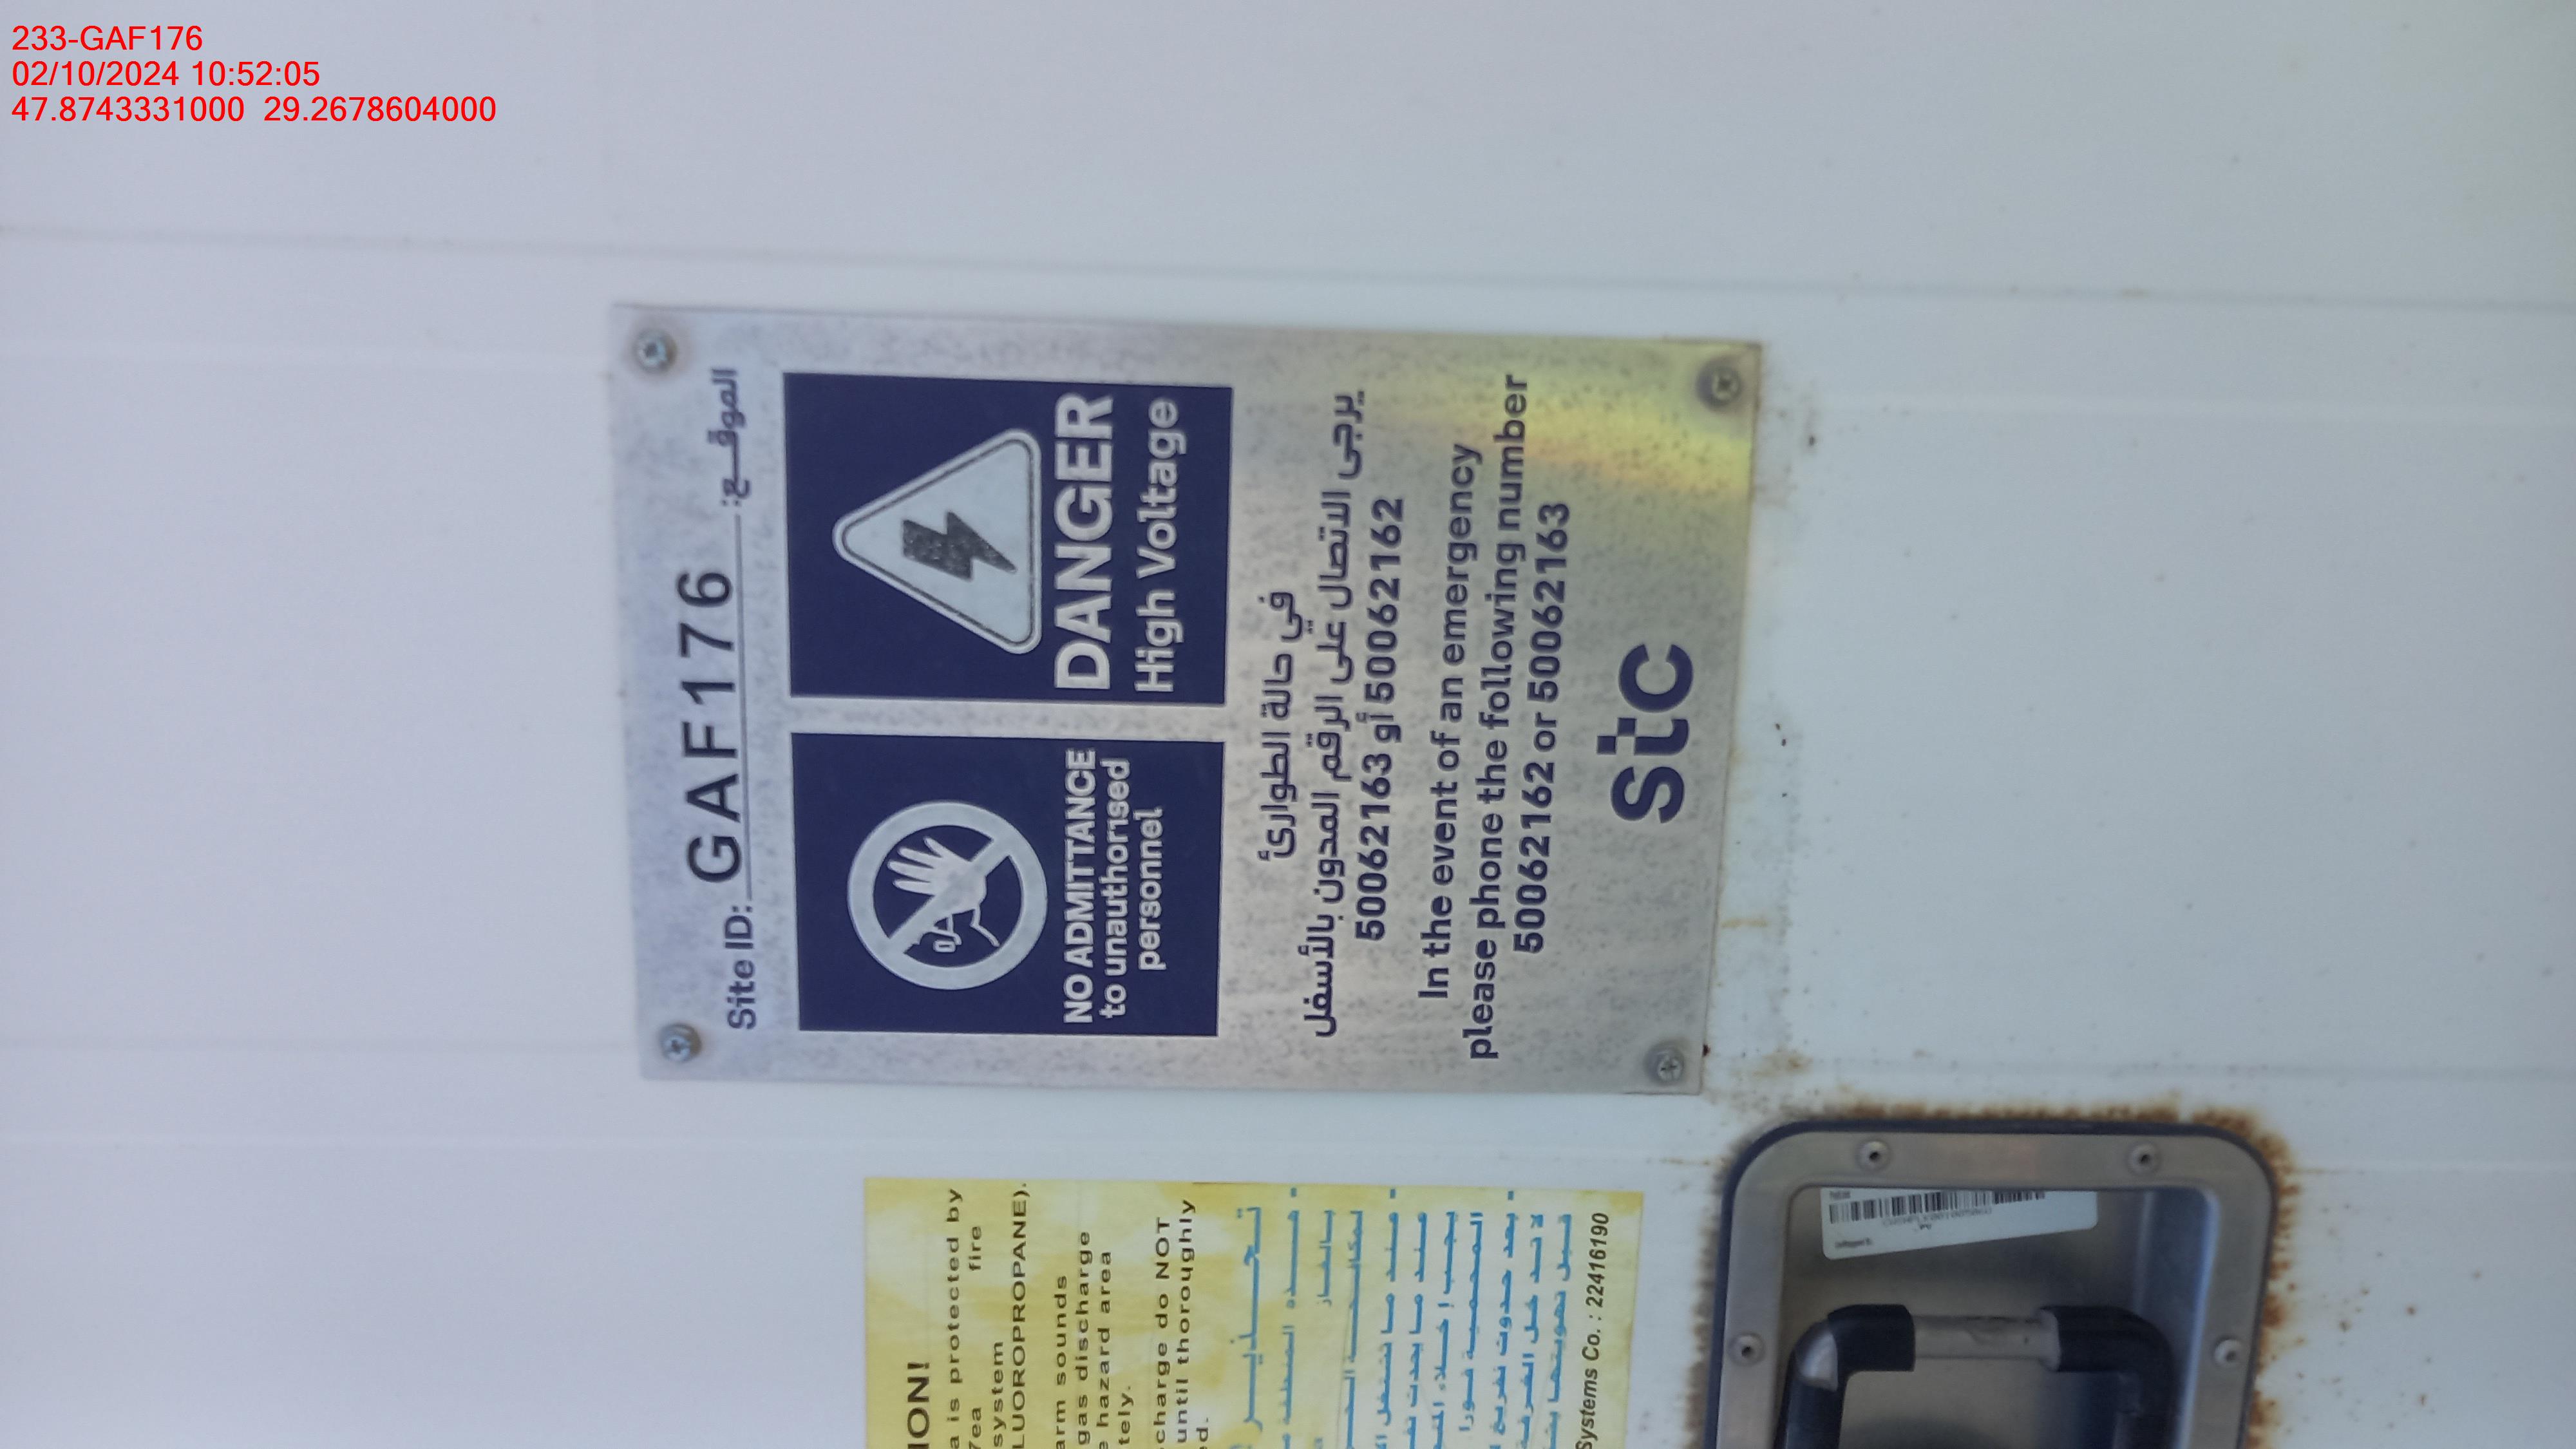 233-GAF176
02/10/2024 10:52:05
47.8743331000 29.2678604000
Site ID: GAF176 الموقع:
NO ADMITTANCE
to unauthorised
personnel
DANGER
High Voltage
في حالة الطوارئ
يرجى الاتصال على الرقم المدون بالأسفل
50062163 أو 50062162
In the event of an emergency
please phone the following number
50062162 or 50062163
stc
ION!
a is protected by
7ea fire
system
LUOROPROPANE).
arm sounds
gas discharge
hazard area
tely.
charge do NOT
until thoroughly
ed.
Systems Co. : 22416190